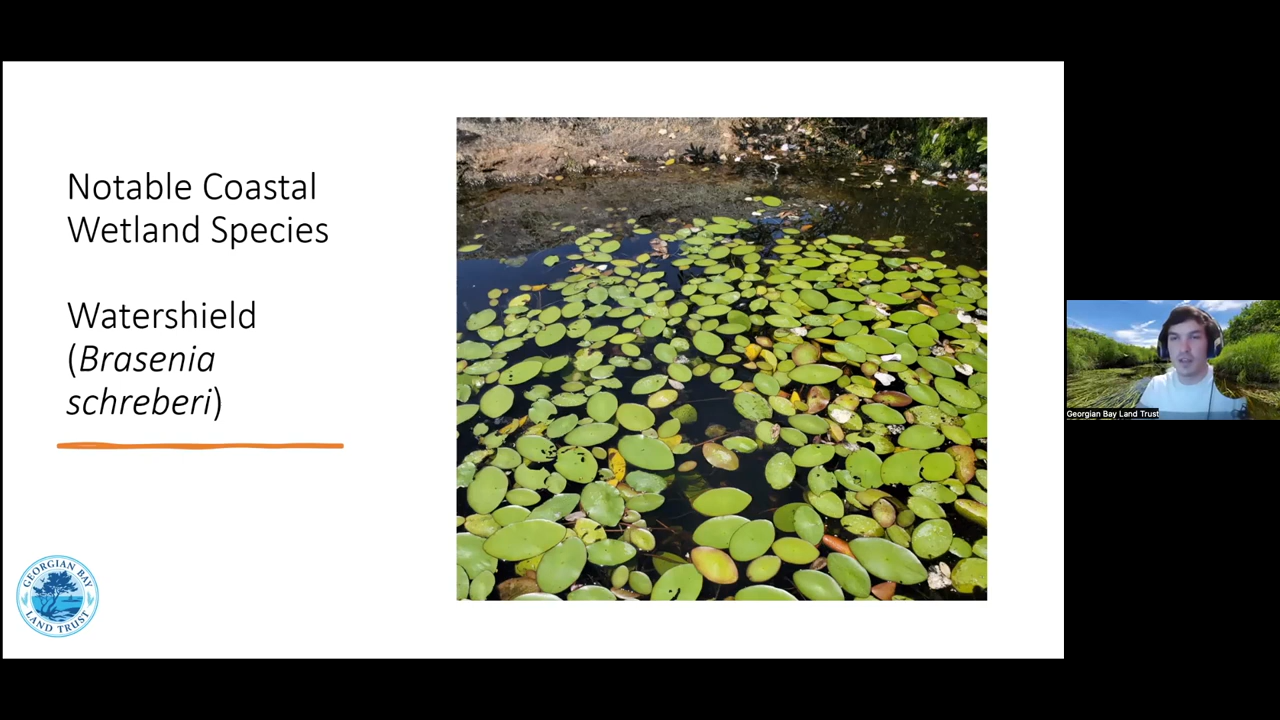 Notable Coastal
Wetland Species
Watershield
(Brasenia
schreberi)
GEORGIAN BAY
LAND TRUST
Georgian Bay Land Trust